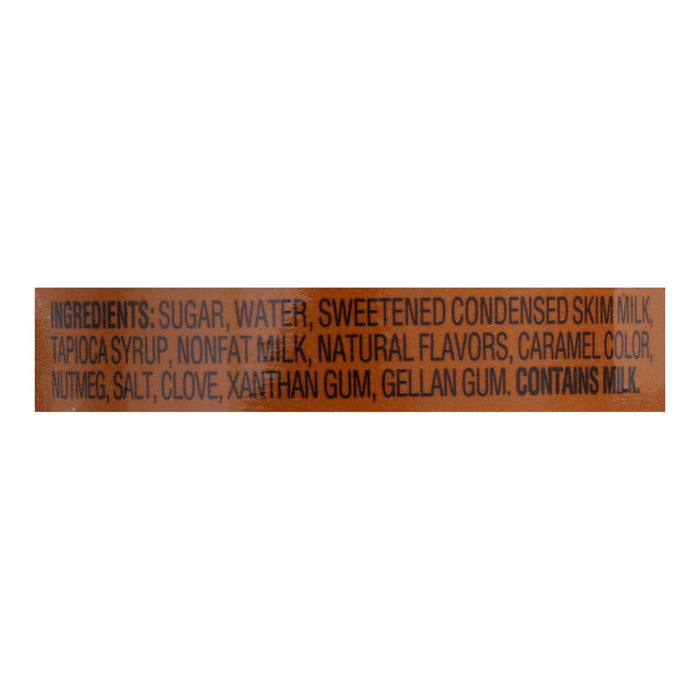 INGREDIENTS: SUGAR, WATER, SWEETENED CONDENSED SKIM MILK,
TAPIOCA SYRUP, NONFAT MILK, NATURAL FLAVORS, CARAMEL COLOR,
NUTMEG, SALT, CLOVE, XANTHAN GUM, GELLAN GUM. CONTAINS MILK.